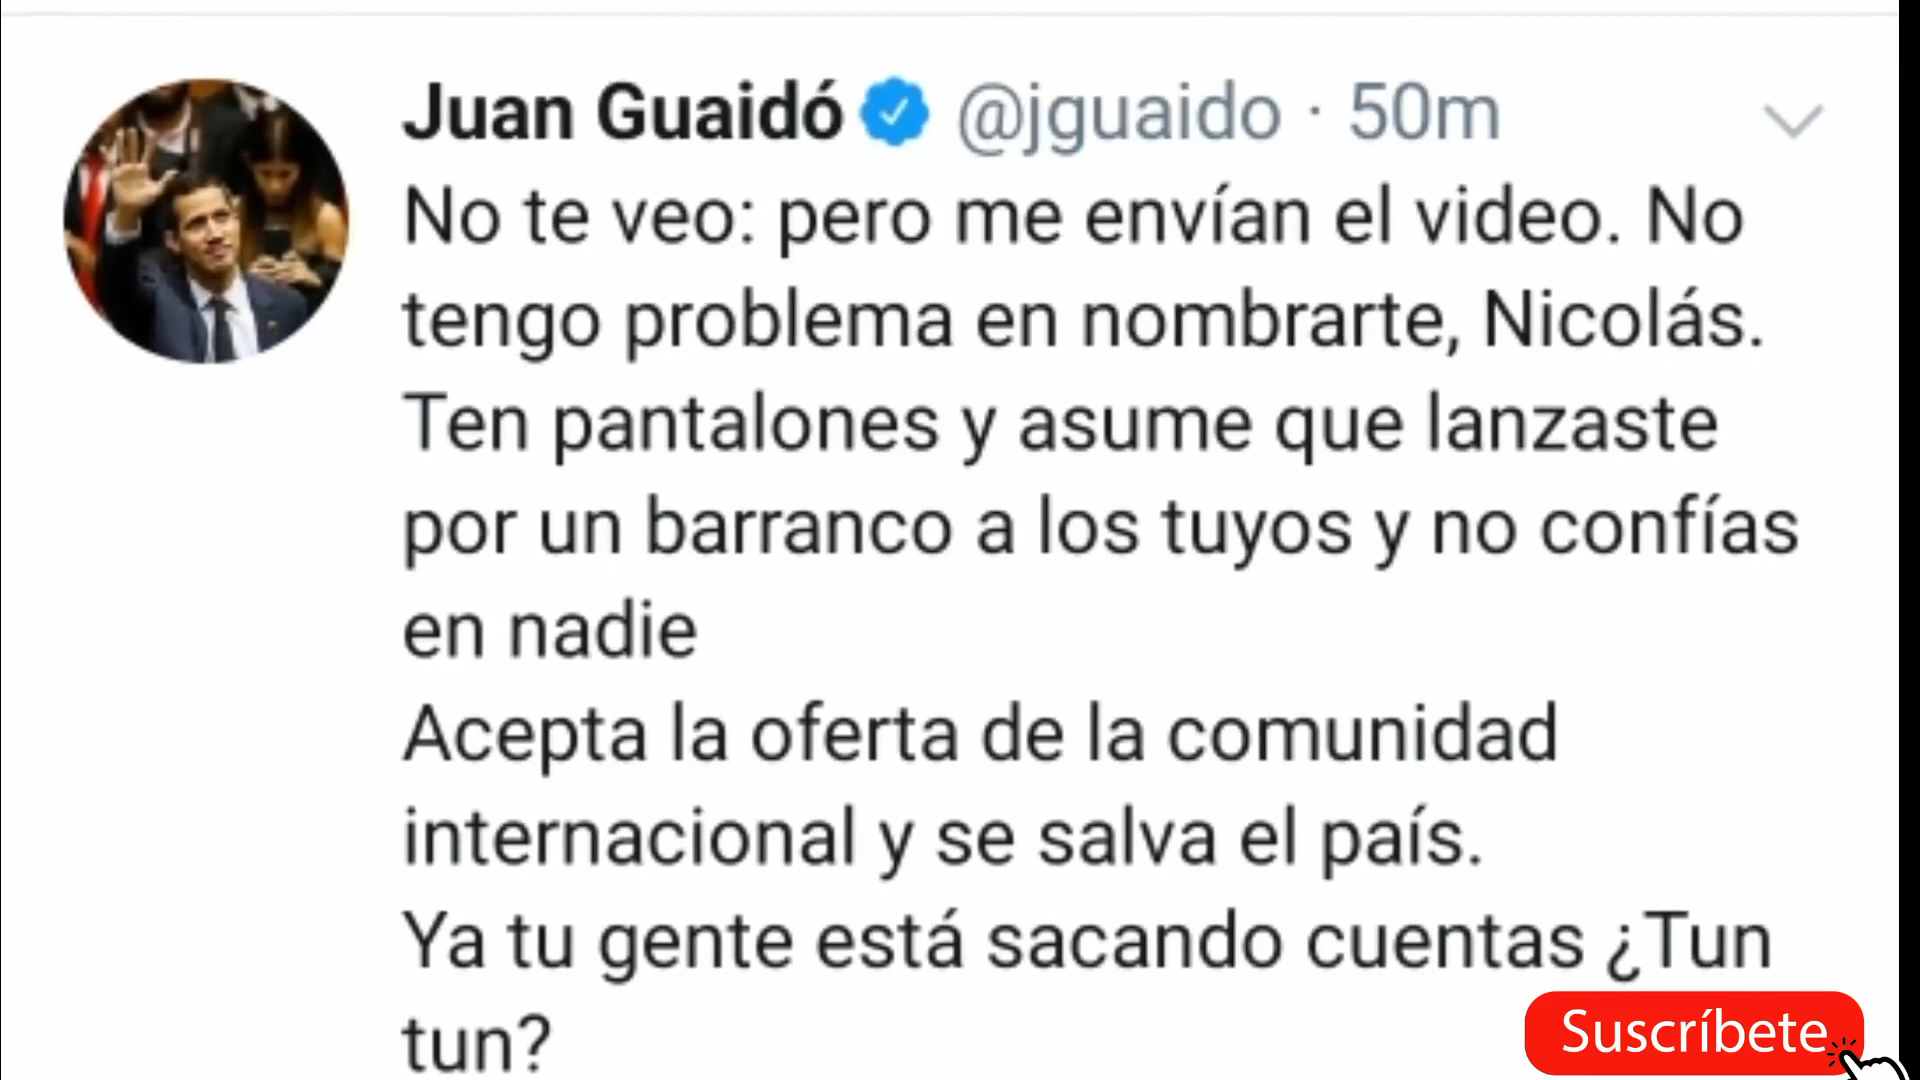 Juan Guaidó @jguaido · 50m
No te veo: pero me envían el video. No
tengo problema en nombrarte, Nicolás.
Ten pantalones y asume que lanzaste
por un barranco a los tuyos y no confías
en nadie
Acepta la oferta de la comunidad
internacional y se salva el país.
Ya tu gente está sacando cuentas ¿Tun
tun?
Suscríbete